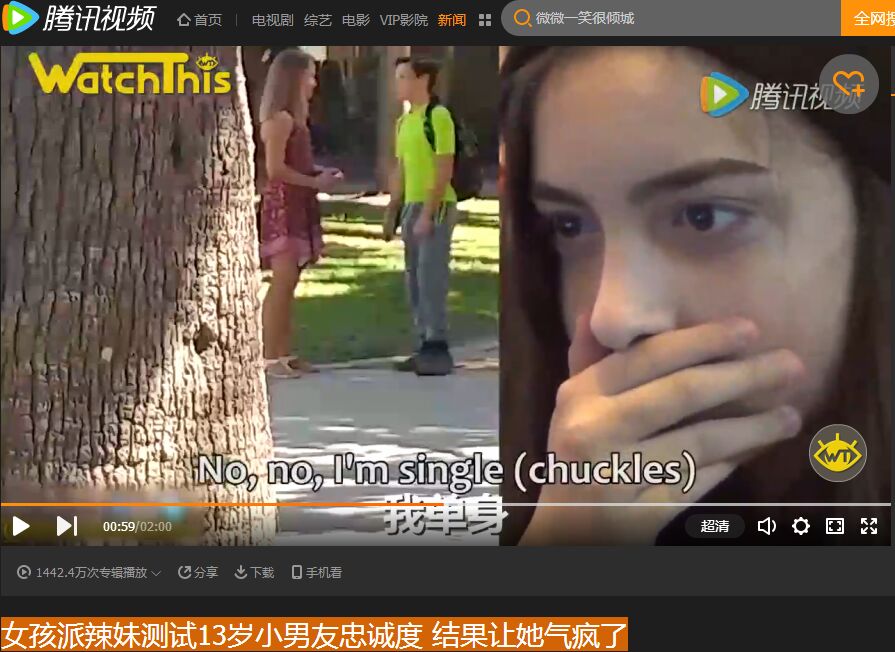 腾讯视频
首页 | 电视剧 综艺 电影 VIP影院 新闻
微微一笑很倾城
全网搜
WatchThis
腾讯视频
WT
No, no, I'm single (chuckles)
我单身
00:59/02:00
超清
1442.4万次专辑播放 分享 下载 手机看
女孩派辣妹测试13岁小男友忠诚度 结果让她气疯了